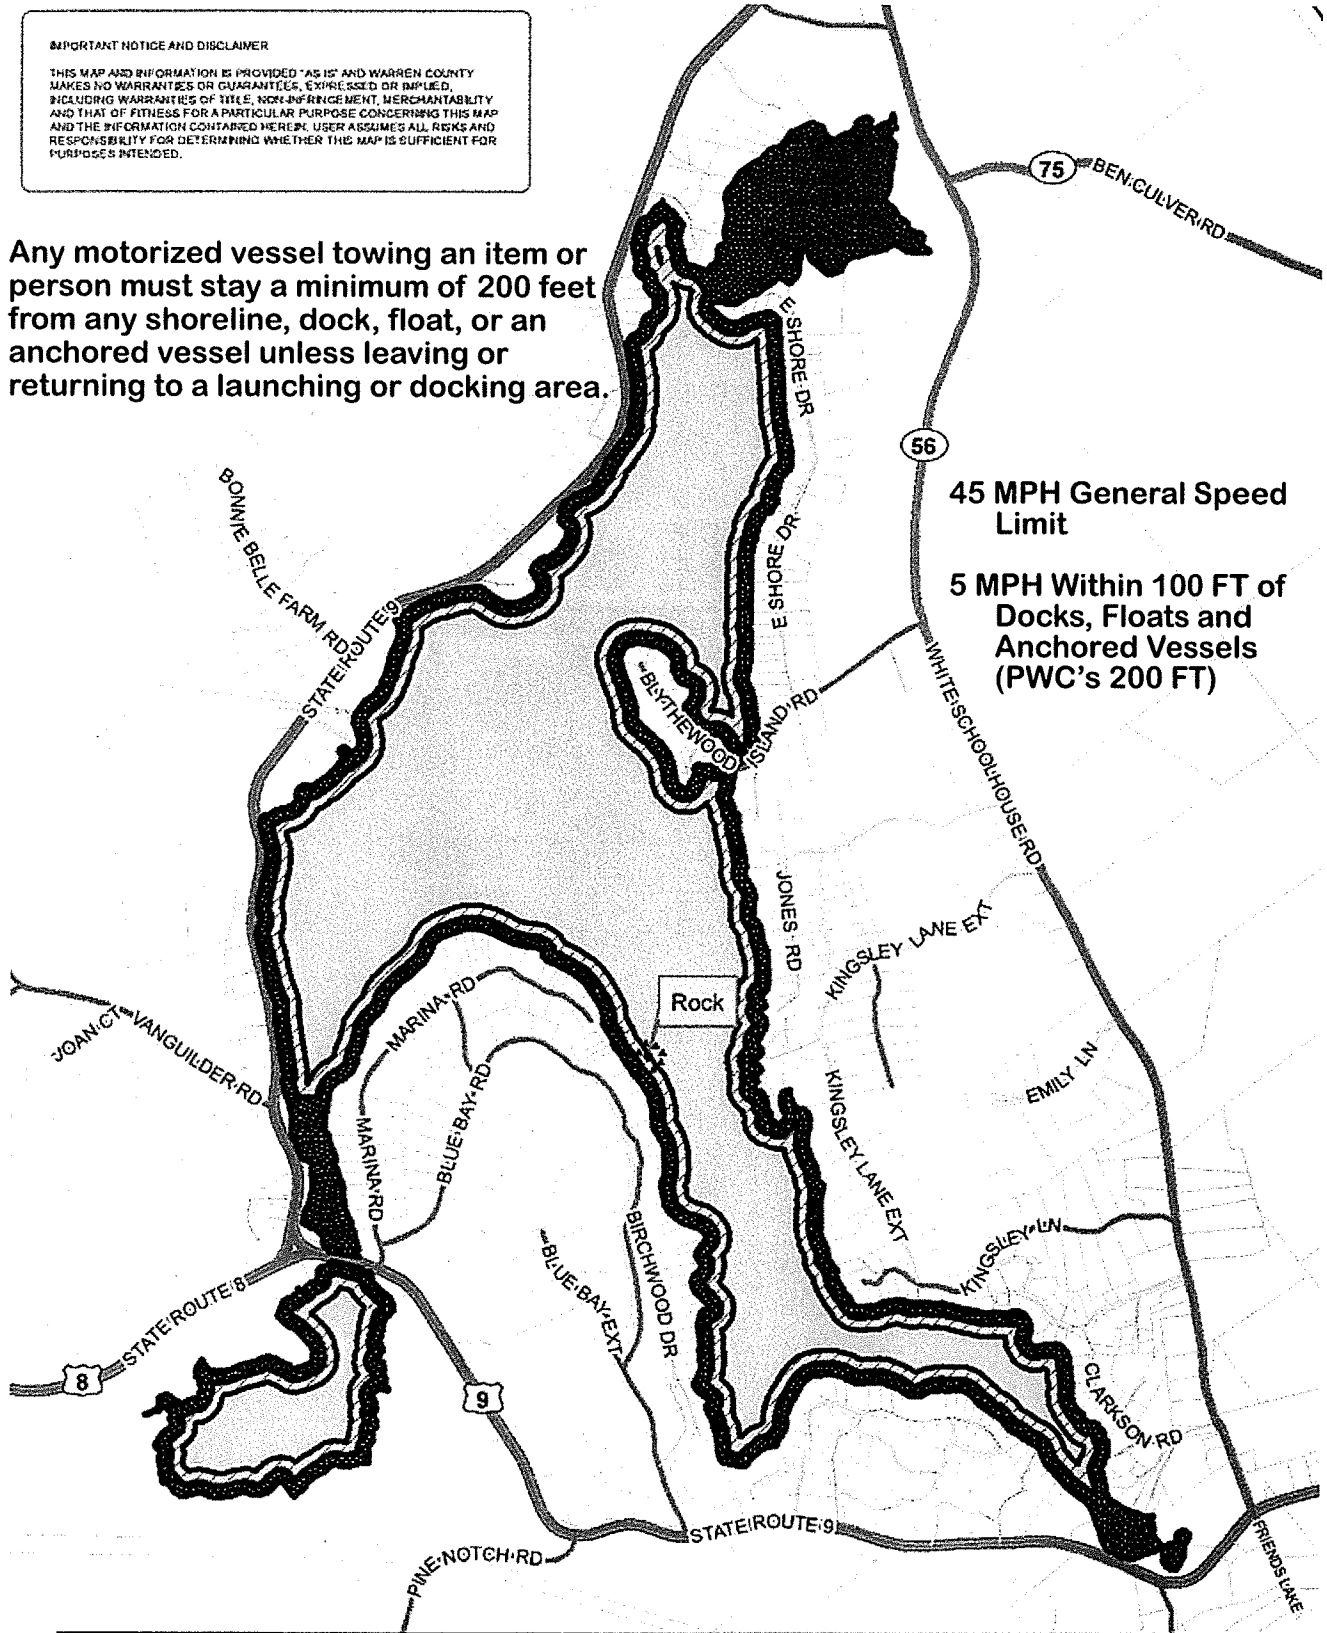 IMPORTANT NOTICE AND DISCLAIMER
THIS MAP AND INFORMATION IS PROVIDED "AS IS" AND WARREN COUNTY
MAKES NO WARRANTIES OR GUARANTEES, EXPRESSED OR IMPLIED,
INCLUDING WARRANTIES OF TITLE, NON-INFRINGEMENT, MERCHANTABILITY
AND THAT OF FITNESS FOR A PARTICULAR PURPOSE CONCERNING THIS MAP
AND THE INFORMATION CONTAINED HEREIN. USER ASSUMES ALL RISKS AND
RESPONSIBILITY FOR DETERMINING WHETHER THIS MAP IS SUFFICIENT FOR
PURPOSES INTENDED.
75
BEN CULVER RD
Any motorized vessel towing an item or
person must stay a minimum of 200 feet
from any shoreline, dock, float, or an
anchored vessel unless leaving or
returning to a launching or docking area.
E SHORE DR
56
45 MPH General Speed
Limit
5 MPH Within 100 FT of
Docks, Floats and
Anchored Vessels
(PWC's 200 FT)
BONNIE BELLE FARM RD
STATE ROUTE 9
E SHORE DR
BLYTHEWOOD
ISLAND RD
WHITE SCHOOLHOUSE RD
JONES RD
KINGSLEY LANE EXT
Rock
MARINA RD
JOAN CT
VANGUILDER RD
BLUE BAY RD
MARINA RD
EMILY LN
KINGSLEY LANE EXT
KINGSLEY LN
BIRCHWOOD DR
BLUE BAY EXT
STATE ROUTE 8
8
9
CLARKSON RD
STATE ROUTE 9
PINE NOTCH RD
FRIENDS LAKE